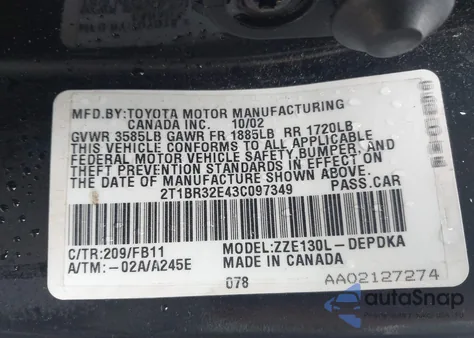 MFD.BY:TOYOTA MOTOR MANUFACTURING
CANADA INC. 10/02
GVWR 3585LB GAWR FR 1885LB RR 1720LB
THIS VEHICLE CONFORMS TO ALL APPLICABLE
FEDERAL MOTOR VEHICLE SAFETY,BUMPER, AND
THEFT PREVENTION STANDARDS IN EFFECT ON
THE DATE OF MANUFACTURE SHOWN ABOVE.
2T1BR32E43C097349 PASS.CAR
C/TR:209/FB11 MODEL:ZZE130L-DEPDKA
A/TM:-02A/A245E MADE IN CANADA
078 AA02127274
autoSnap